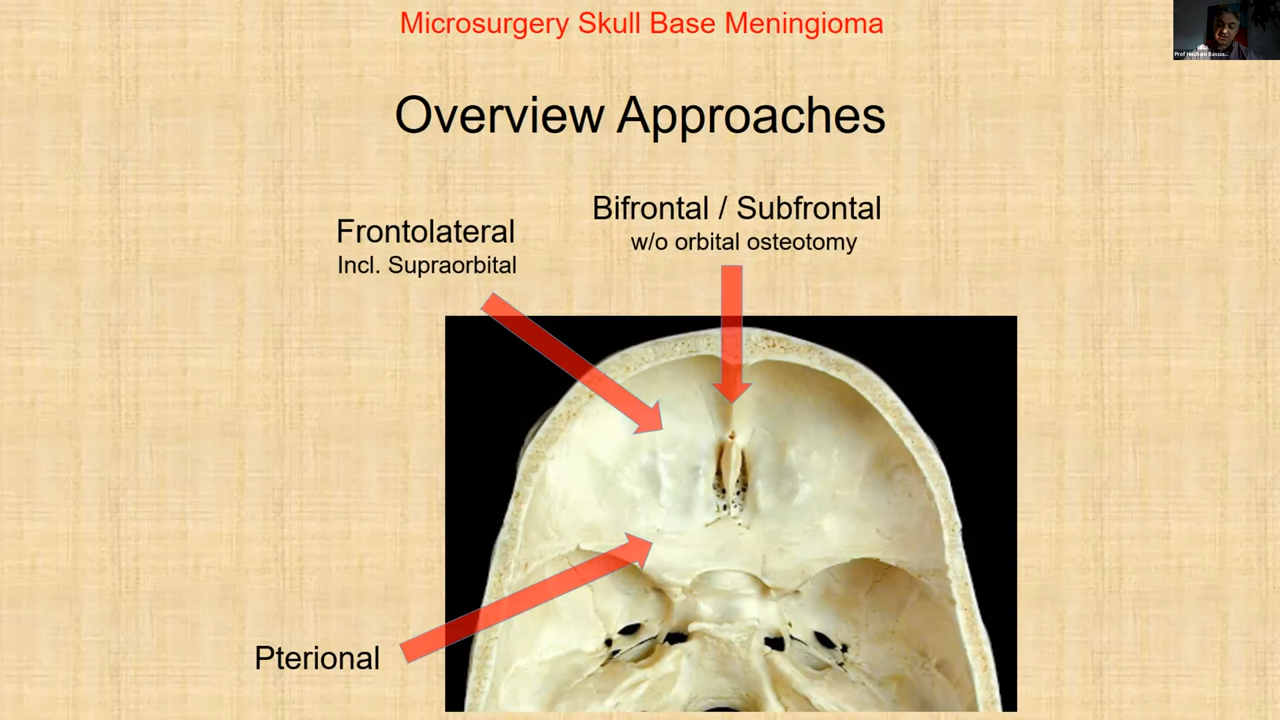 Microsurgery Skull Base Meningioma
Overview Approaches
Bifrontal / Subfrontal
w/o orbital osteotomy
Frontolateral
Incl. Supraorbital
Pterional